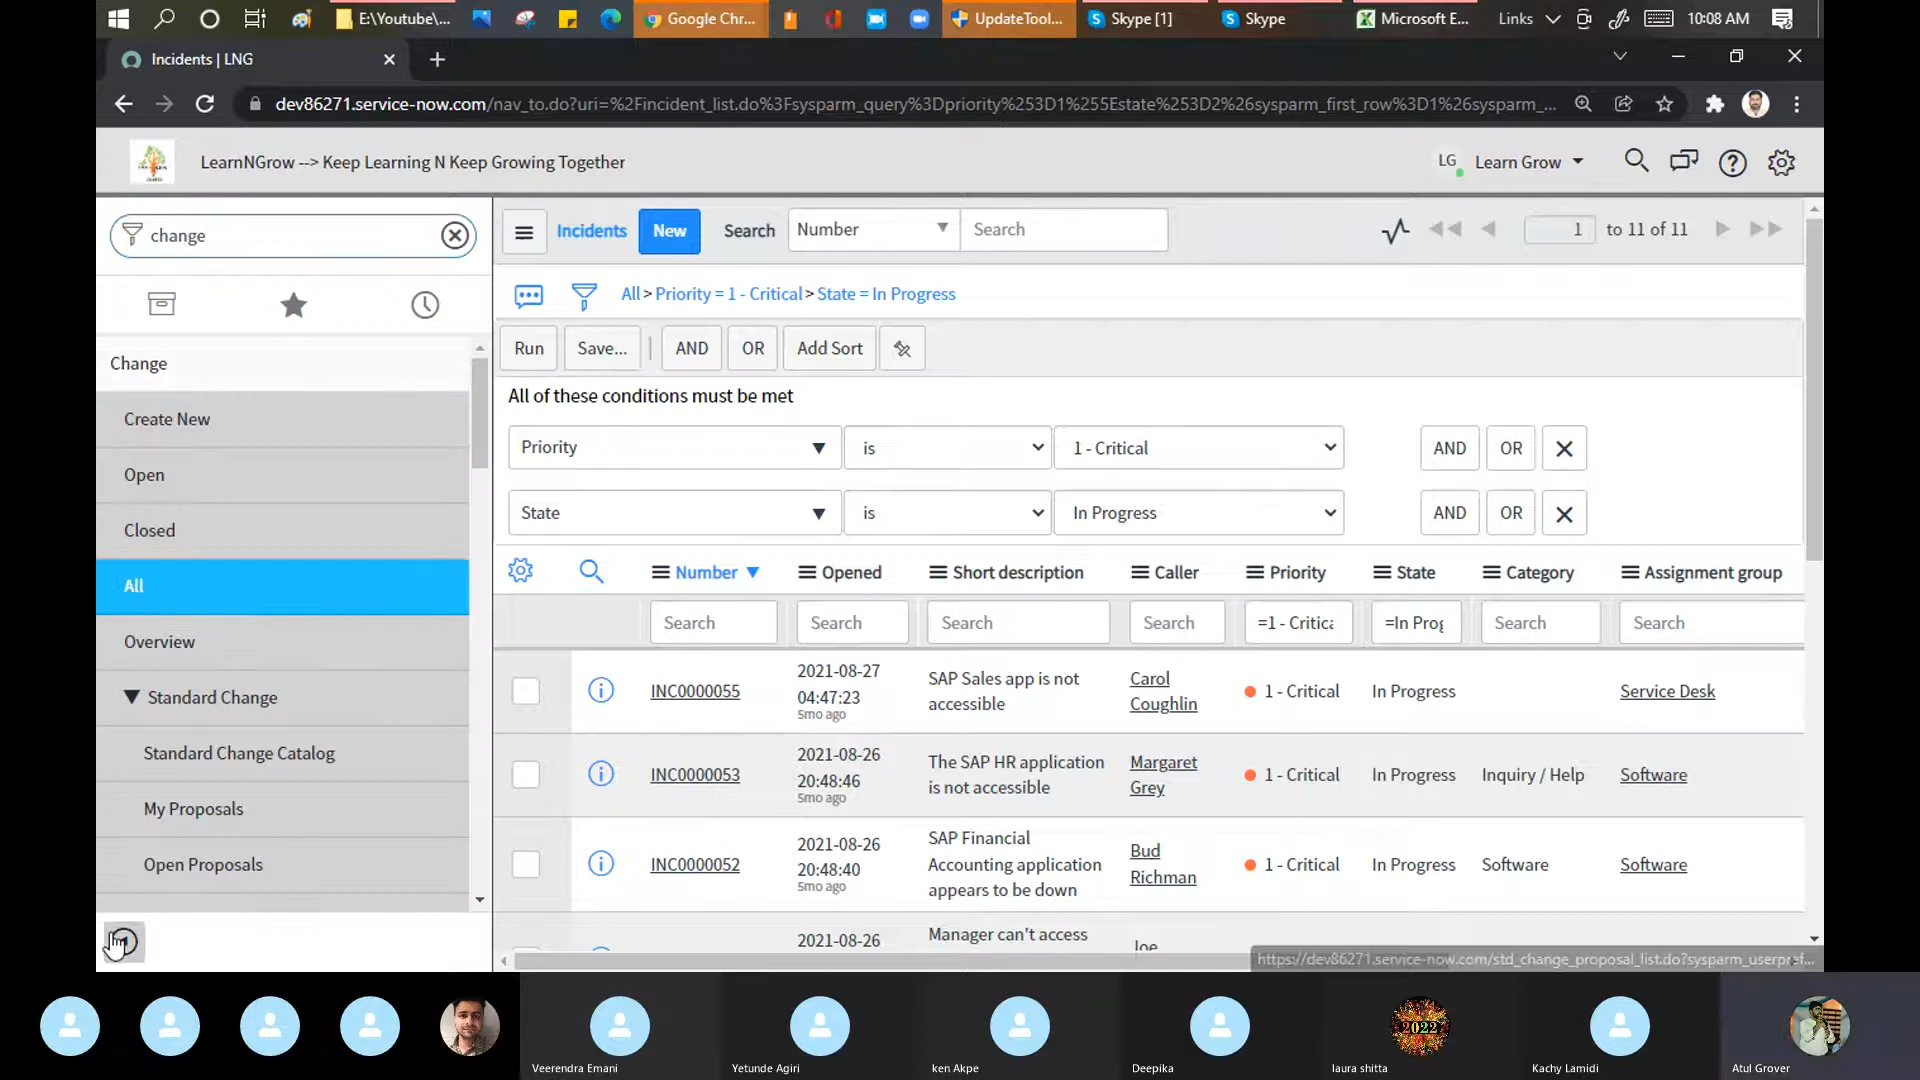 E:\Youtube\...
Google Chr...
UpdateTool...
Skype [1]
Skype
Microsoft E...
Links
10:08 AM
Incidents | LNG
dev86271.service-now.com/nav_to.do?uri=%2Fincident_list.do%3Fsysparm_query%3Dpriority%253D1%255Estate%253D2%26sysparm_first_row%3D1%26sysparm_...
LearnNGrow --> Keep Learning N Keep Growing Together
LG
Learn Grow
change
Incidents
New
Search
Number
Search
1
to 11 of 11
All > Priority = 1 - Critical > State = In Progress
Run
Save...
AND
OR
Add Sort
All of these conditions must be met
Priority
is
1 - Critical
AND
OR
State
is
In Progress
AND
OR
Change
Create New
Open
Closed
All
Overview
Standard Change
Standard Change Catalog
My Proposals
Open Proposals
Number
Opened
Short description
Caller
Priority
State
Category
Assignment group
Search
Search
Search
Search
=1 - Critica
=In Prog
Search
Search
INC0000055
2021-08-27
04:47:23
5mo ago
SAP Sales app is not
accessible
Carol
Coughlin
1 - Critical
In Progress
Service Desk
INC0000053
2021-08-26
20:48:46
5mo ago
The SAP HR application
is not accessible
Margaret
Grey
1 - Critical
In Progress
Inquiry / Help
Software
INC0000052
2021-08-26
20:48:40
5mo ago
SAP Financial
Accounting application
appears to be down
Bud
Richman
1 - Critical
In Progress
Software
Software
2021-08-26
Manager can't access
Joe
https://dev86271.service-now.com/std_change_proposal_list.do?sysparm_userpref...
2022
Veerendra Emani
Yetunde Agiri
ken Akpe
Deepika
laura shitta
Kachy Lamidi
Atul Grover